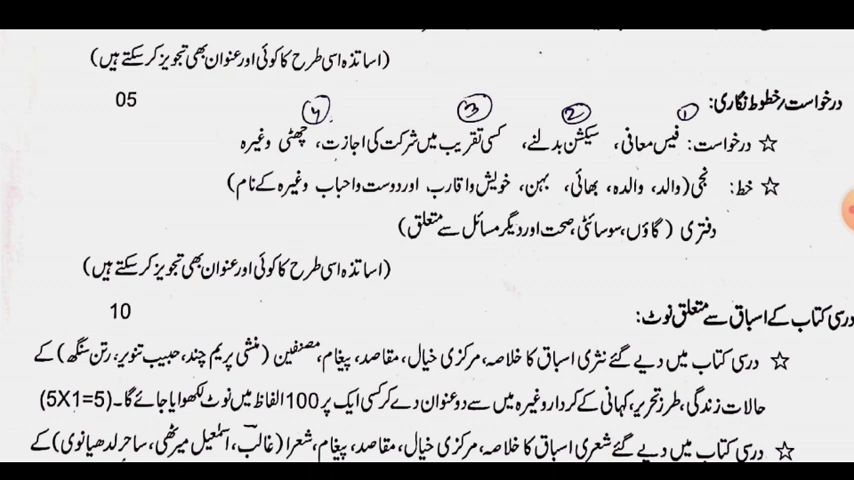 (اساتذہ اسی طرح کا کوئی اور عنوان بھی تجویز کر سکتے ہیں)
درخواست/خطوط نگاری: 05
① ② ③ ④
☆ درخواست: فیس معافی، سیکشن بدلنے، کسی تقریب میں شرکت کی اجازت، چھٹی وغیرہ
☆ خط: نجی (والد، والدہ، بھائی، بہن، خویش و اقارب اور دوست و احباب وغیرہ کے نام)
دفتری (گاؤں، سوسائٹی، صحت اور دیگر مسائل سے متعلق)
(اساتذہ اسی طرح کا کوئی اور عنوان بھی تجویز کر سکتے ہیں)
درسی کتاب کے اسباق سے متعلق نوٹ: 10
☆ درسی کتاب میں دیے گئے نثری اسباق کا خلاصہ، مرکزی خیال، مقاصد، پیغام، مصنفین (منشی پریم چند، حبیب تنویر، رتن سنگھ) کے
حالات زندگی، طرز تحریر، کہانی کے کردار وغیرہ میں سے دو عنوان دے کر کسی ایک پر 100 الفاظ میں نوٹ لکھوایا جائے گا۔ (5X1=5)
☆ درسی کتاب میں دیے گئے شعری اسباق کا خلاصہ، مرکزی خیال، مقاصد، پیغام، شعرا (غالب، اسمٰعیل میرٹھی، ساحر لدھیانوی) کے